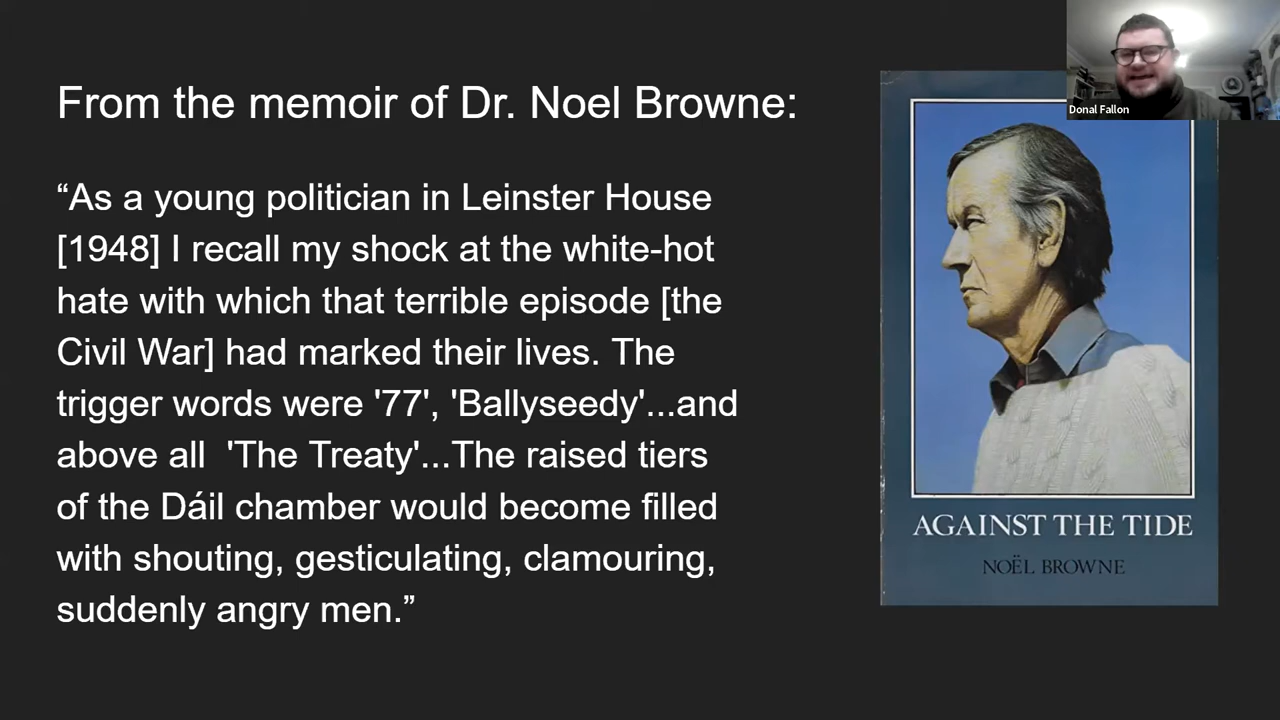 From the memoir of Dr. Noel Browne:
“As a young politician in Leinster House
[1948] I recall my shock at the white-hot
hate with which that terrible episode [the
Civil War] had marked their lives. The
trigger words were '77', 'Ballyseedy'...and
above all  'The Treaty'...The raised tiers
of the Dáil chamber would become filled
with shouting, gesticulating, clamouring,
suddenly angry men.”
Donal Fallon
AGAINST THE TIDE
NOËL BROWNE